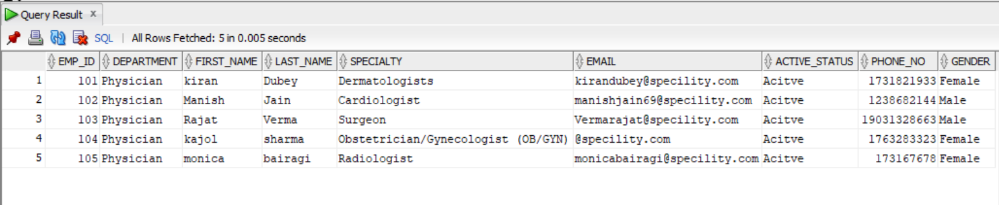 Query Result x
SQL | All Rows Fetched: 5 in 0.005 seconds
EMP_ID DEPARTMENT FIRST_NAME LAST_NAME SPECIALTY EMAIL ACTIVE_STATUS PHONE_NO GENDER
1 101 Physician kiran Dubey Dermatologists kirandubey@specility.com Acitve 1731821933 Female
2 102 Physician Manish Jain Cardiologist manishjain69@specility.com Acitve 1238682144 Male
3 103 Physician Rajat Verma Surgeon Vermarajat@specility.com Acitve 19031328663 Male
4 104 Physician kajol sharma Obstetrician/Gynecologist (OB/GYN) @specility.com Acitve 1763283323 Female
5 105 Physician monica bairagi Radiologist monicabairagi@specility.com Acitve 173167678 Female